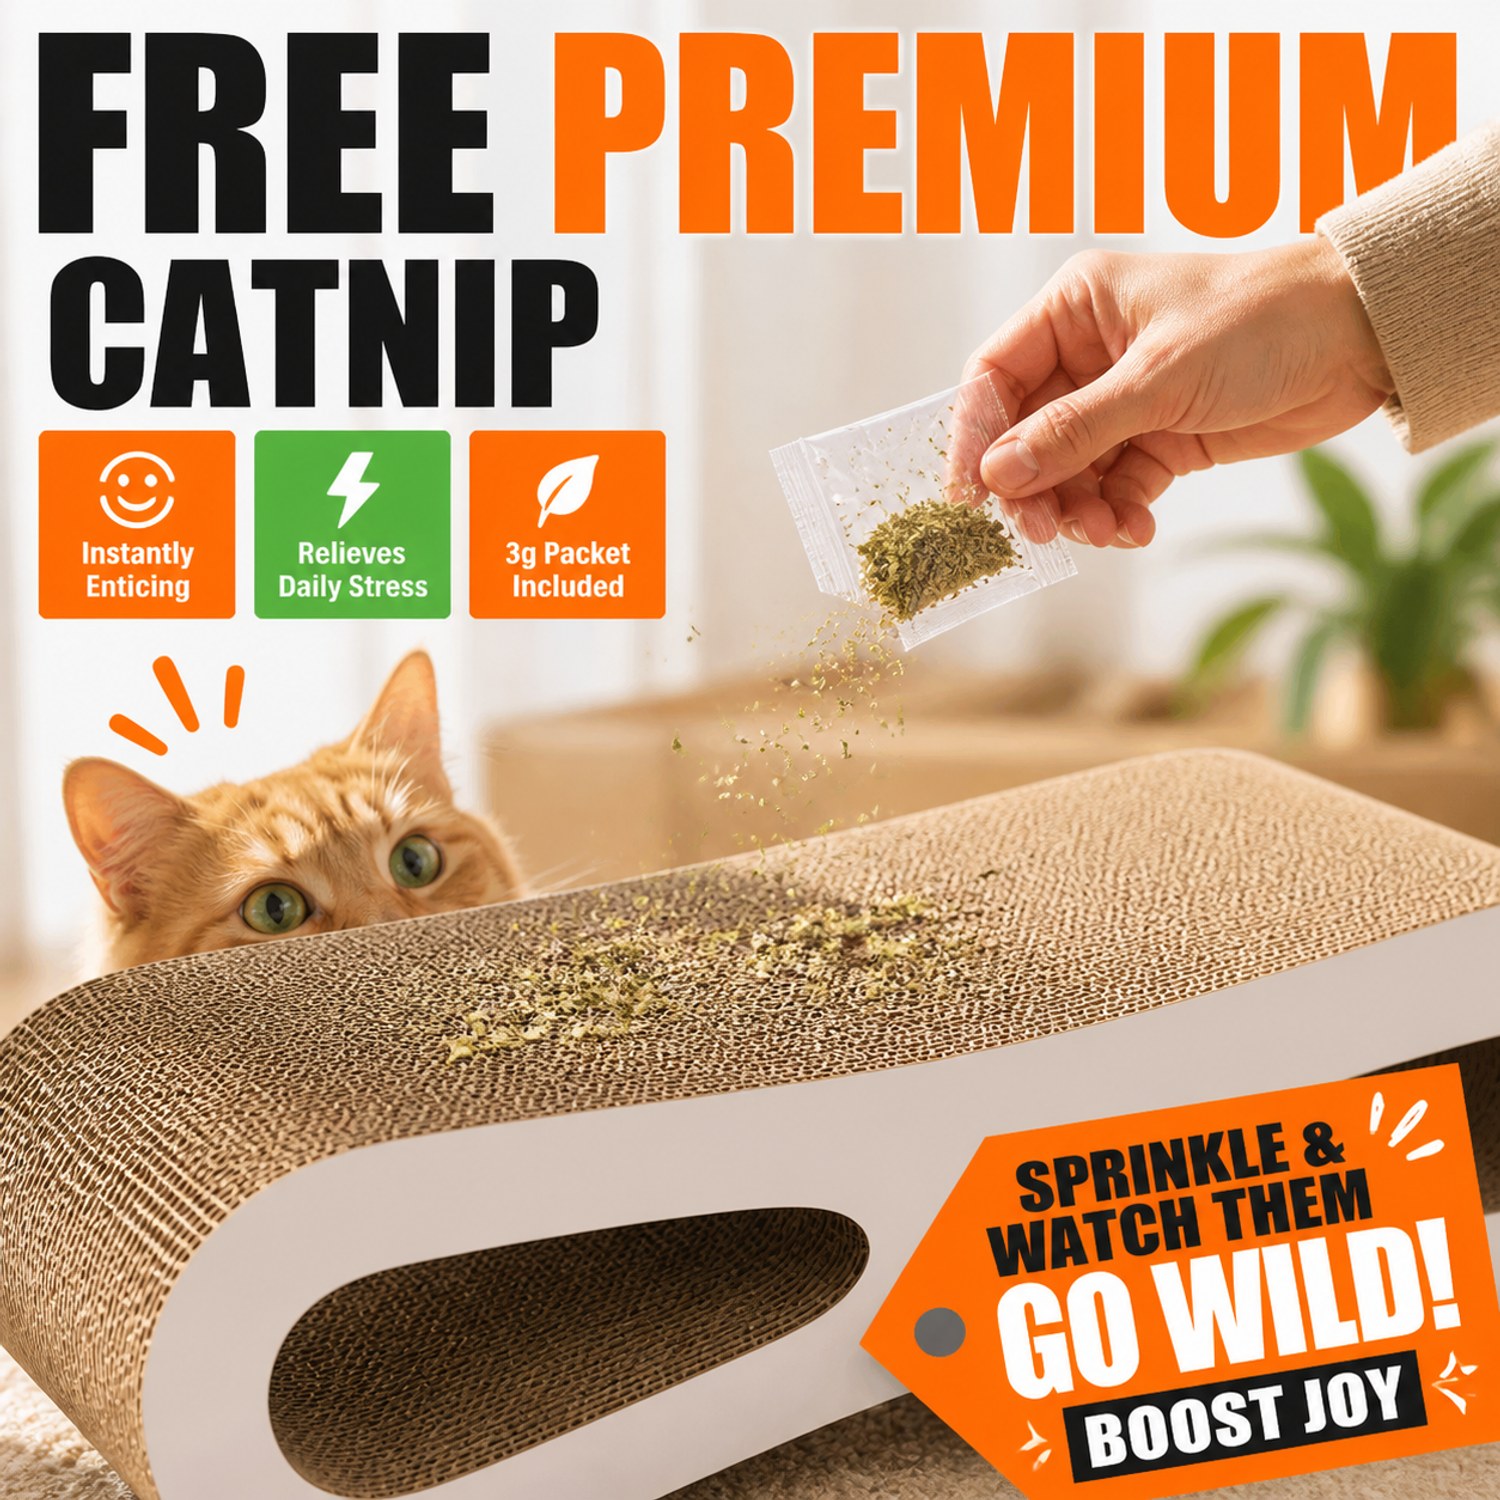 FREE PREMIUM
CATNIP
Instantly
Enticing
Relieves
Daily Stress
3g Packet
Included
SPRINKLE &
WATCH THEM
GO WILD!
BOOST JOY